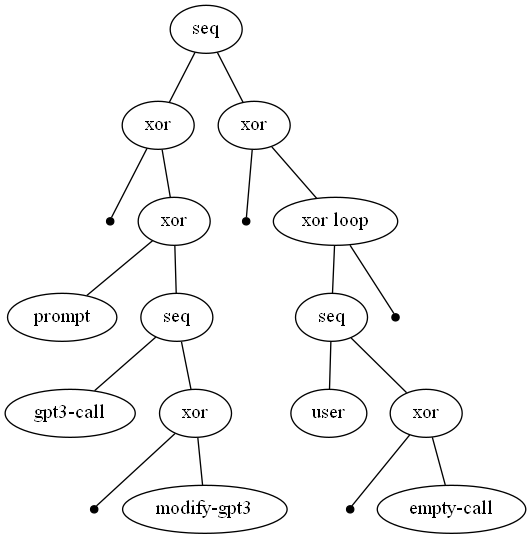 seq
xor xor
xor xor loop
prompt seq seq
gpt3-call xor user xor
modify-gpt3 empty-call